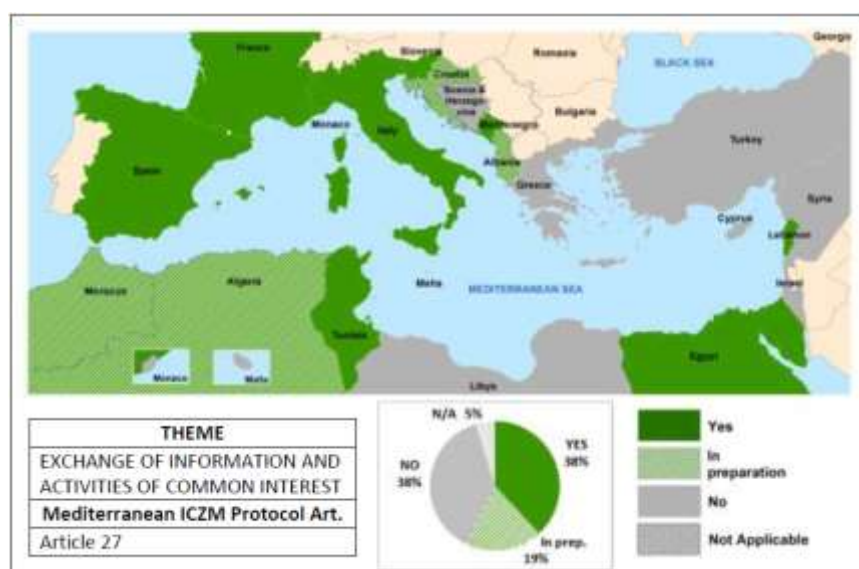 France
Slovenia
Romania
Georgia
BLACK SEA
Croatia
Bosnia &
Herzego-
vina
Monaco
Italy
Montenegro
Bulgaria
Spain
Albania
Greece
Turkey
Cyprus
Syria
Lebanon
Malta
MEDITERRANEAN SEA
Israel
Morocco
Algeria
Tunisia
Egypt
Monaco
Malta
Libya
THEME
EXCHANGE OF INFORMATION AND
ACTIVITIES OF COMMON INTEREST
Mediterranean ICZM Protocol Art.
Article 27
N/A 5%
YES
38%
NO
38%
In prep.
19%
Yes
In
preparation
No
Not Applicable